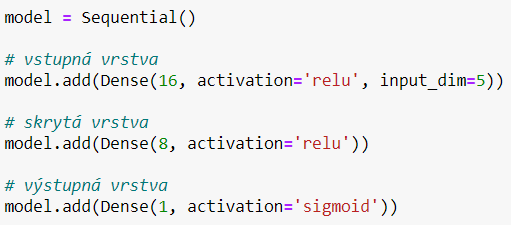 model = Sequential()
# vstupná vrstva
model.add(Dense(16, activation='relu', input_dim=5))
# skrytá vrstva
model.add(Dense(8, activation='relu'))
# výstupná vrstva
model.add(Dense(1, activation='sigmoid'))